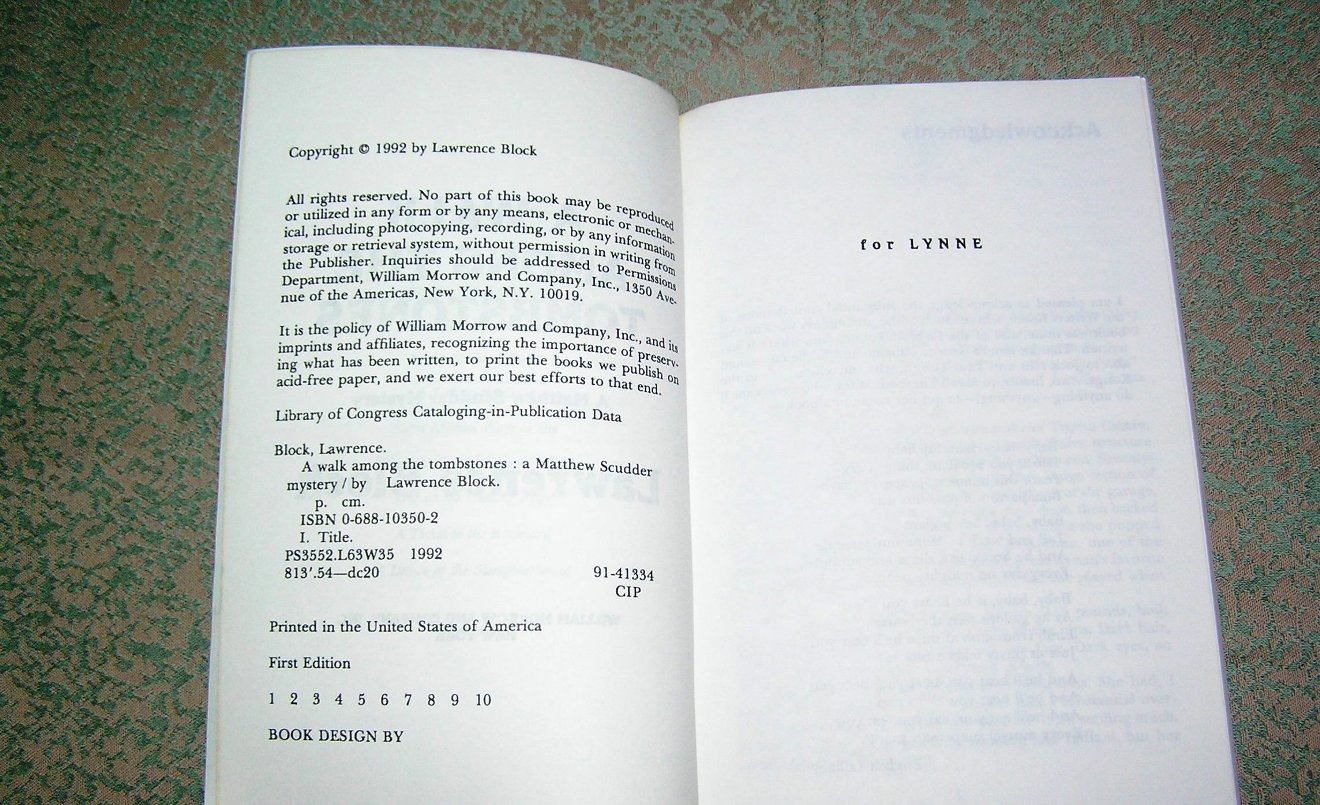 Copyright © 1992 by Lawrence Block
All rights reserved. No part of this book may be reproduced
or utilized in any form or by any means, electronic or mechan-
ical, including photocopying, recording, or by any information
storage or retrieval system, without permission in writing from
the Publisher. Inquiries should be addressed to Permissions
Department, William Morrow and Company, Inc., 1350 Ave-
nue of the Americas, New York, N.Y. 10019.
It is the policy of William Morrow and Company, Inc., and its
imprints and affiliates, recognizing the importance of preserv-
ing what has been written, to print the books we publish on
acid-free paper, and we exert our best efforts to that end.
Library of Congress Cataloging-in-Publication Data
Block, Lawrence.
A walk among the tombstones : a Matthew Scudder
mystery / by Lawrence Block.
p. cm.
ISBN 0-688-10350-2
I. Title.
PS3552.L63W35 1992
813'.54—dc20 91-41334
CIP
Printed in the United States of America
First Edition
1 2 3 4 5 6 7 8 9 10
BOOK DESIGN BY
for LYNNE